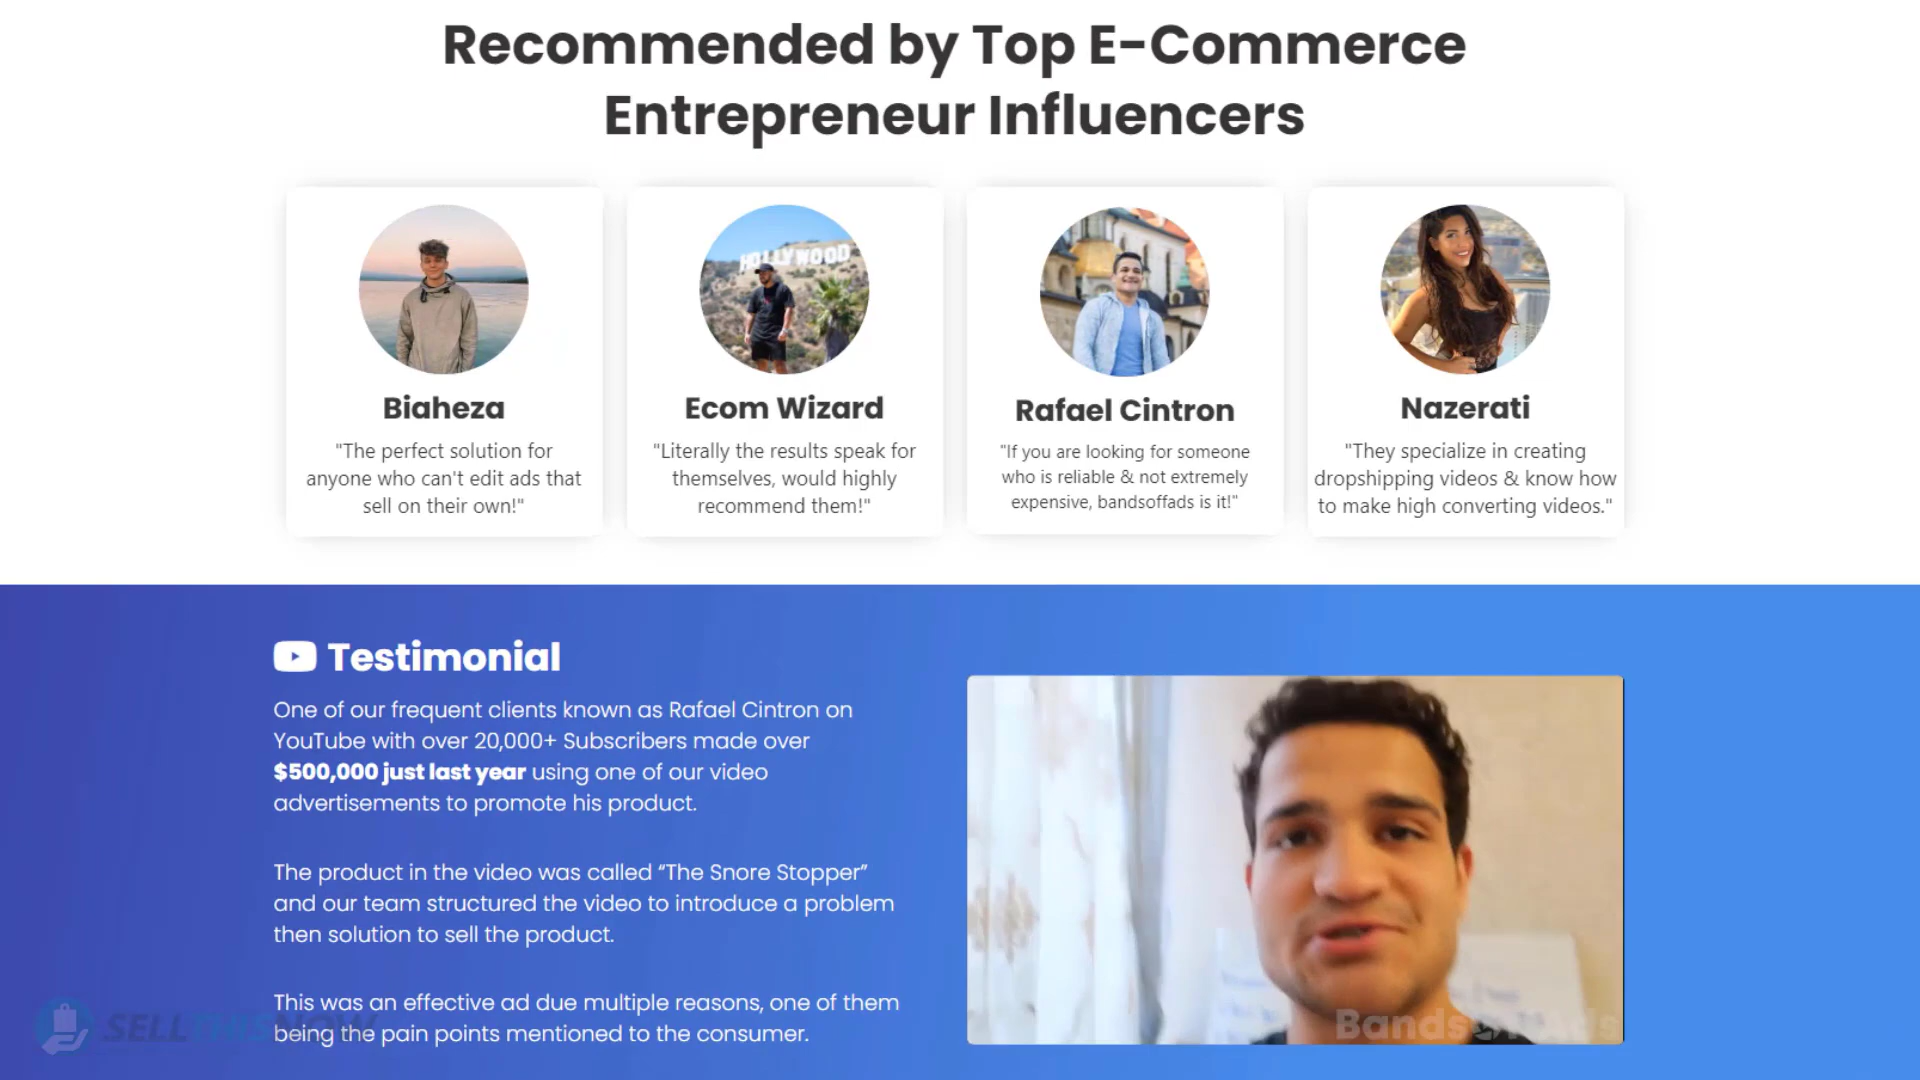 Recommended by Top E-Commerce
Entrepreneur Influencers
HOLLYWOOD
Biaheza
"The perfect solution for
anyone who can't edit ads that
sell on their own!"
Ecom Wizard
"Literally the results speak for
themselves, would highly
recommend them!"
Rafael Cintron
"If you are looking for someone
who is reliable & not extremely
expensive, bandsoffads is it!"
Nazerati
"They specialize in creating
dropshipping videos & know how
to make high converting videos."
Testimonial
One of our frequent clients known as Rafael Cintron on
YouTube with over 20,000+ Subscribers made over
$500,000 just last year using one of our video
advertisements to promote his product.
The product in the video was called “The Snore Stopper”
and our team structured the video to introduce a problem
then solution to sell the product.
This was an effective ad due multiple reasons, one of them
being the pain points mentioned to the consumer.
SELLTHISNOW
BandsOffAds